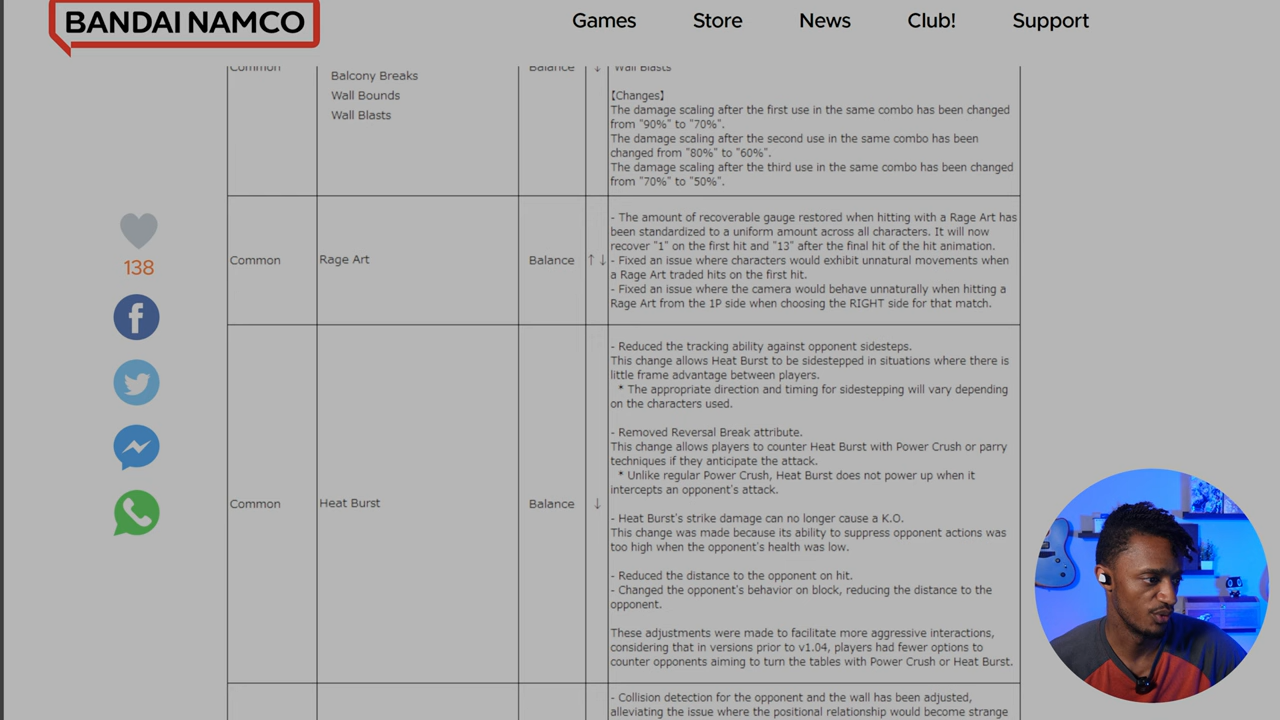 BANDAI NAMCO
Games
Store
News
Club!
Support
Common
Balcony Breaks
Wall Bounds
Wall Blasts
Balance
↓
Wall Blasts
【Changes】
The damage scaling after the first use in the same combo has been changed
from "90%" to "70%".
The damage scaling after the second use in the same combo has been
changed from "80%" to "60%".
The damage scaling after the third use in the same combo has been changed
from "70%" to "50%".
138
Common
Rage Art
Balance
↑ ↓
- The amount of recoverable gauge restored when hitting with a Rage Art has
been standardized to a uniform amount across all characters. It will now
recover "1" on the first hit and "13" after the final hit of the hit animation.
- Fixed an issue where characters would exhibit unnatural movements when
a Rage Art traded hits on the first hit.
- Fixed an issue where the camera would behave unnaturally when hitting a
Rage Art from the 1P side when choosing the RIGHT side for that match.
Common
Heat Burst
Balance
↓
- Reduced the tracking ability against opponent sidesteps.
This change allows Heat Burst to be sidestepped in situations where there is
little frame advantage between players.
* The appropriate direction and timing for sidestepping will vary depending
on the characters used.
- Removed Reversal Break attribute.
This change allows players to counter Heat Burst with Power Crush or parry
techniques if they anticipate the attack.
* Unlike regular Power Crush, Heat Burst does not power up when it
intercepts an opponent's attack.
- Heat Burst's strike damage can no longer cause a K.O.
This change was made because its ability to suppress opponent actions was
too high when the opponent's health was low.
- Reduced the distance to the opponent on hit.
- Changed the opponent's behavior on block, reducing the distance to the
opponent.
These adjustments were made to facilitate more aggressive interactions,
considering that in versions prior to v1.04, players had fewer options to
counter opponents aiming to turn the tables with Power Crush or Heat Burst.
- Collision detection for the opponent and the wall has been adjusted,
alleviating the issue where the positional relationship would become strange